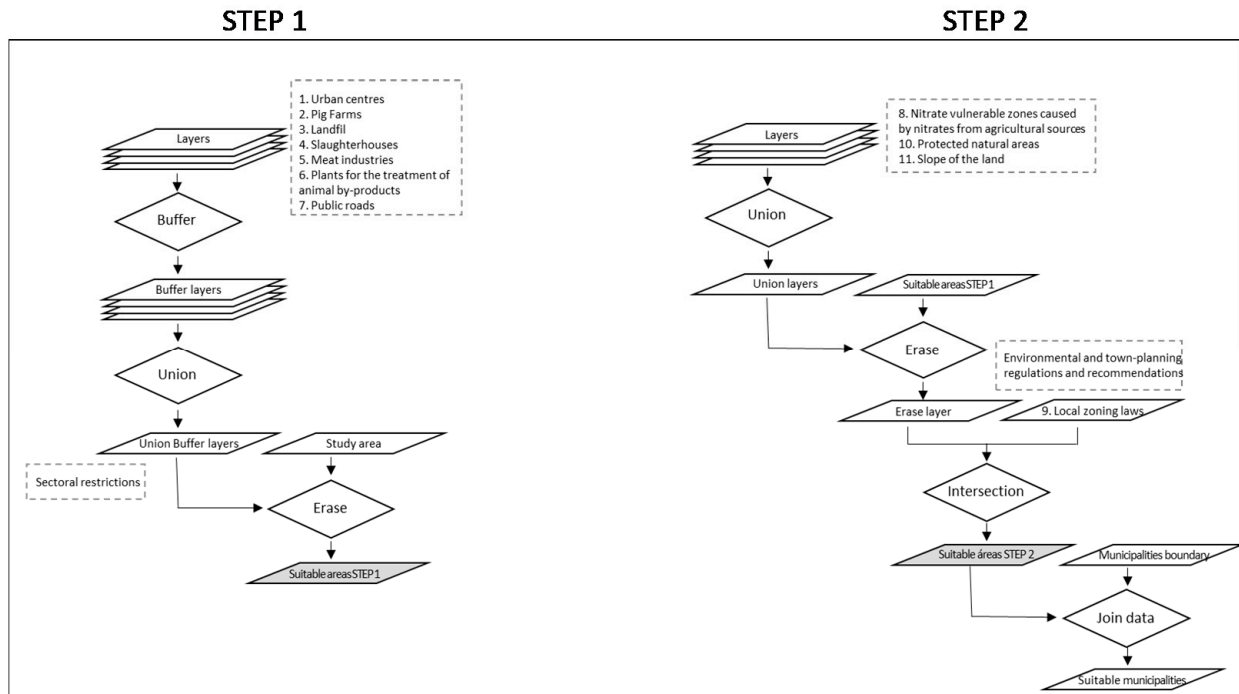 STEP 1
1. Urban centres
2. Pig Farms
3. Landfil
4. Slaughterhouses
5. Meat industries
6. Plants for the treatment of
animal by-products
7. Public roads
Layers
Buffer
Buffer layers
Union
Union Buffer layers
Study area
Sectoral restrictions
Erase
Suitable areas STEP 1
STEP 2
8. Nitrate vulnerable zones caused
by nitrates from agricultural sources
10. Protected natural areas
11. Slope of the land
Layers
Union
Union layers
Suitable areas STEP 1
Erase
Environmental and town-planning
regulations and recommendations
Erase layer
9. Local zoning laws
Intersection
Suitable áreas STEP 2
Municipalities boundary
Join data
Suitable municipalities